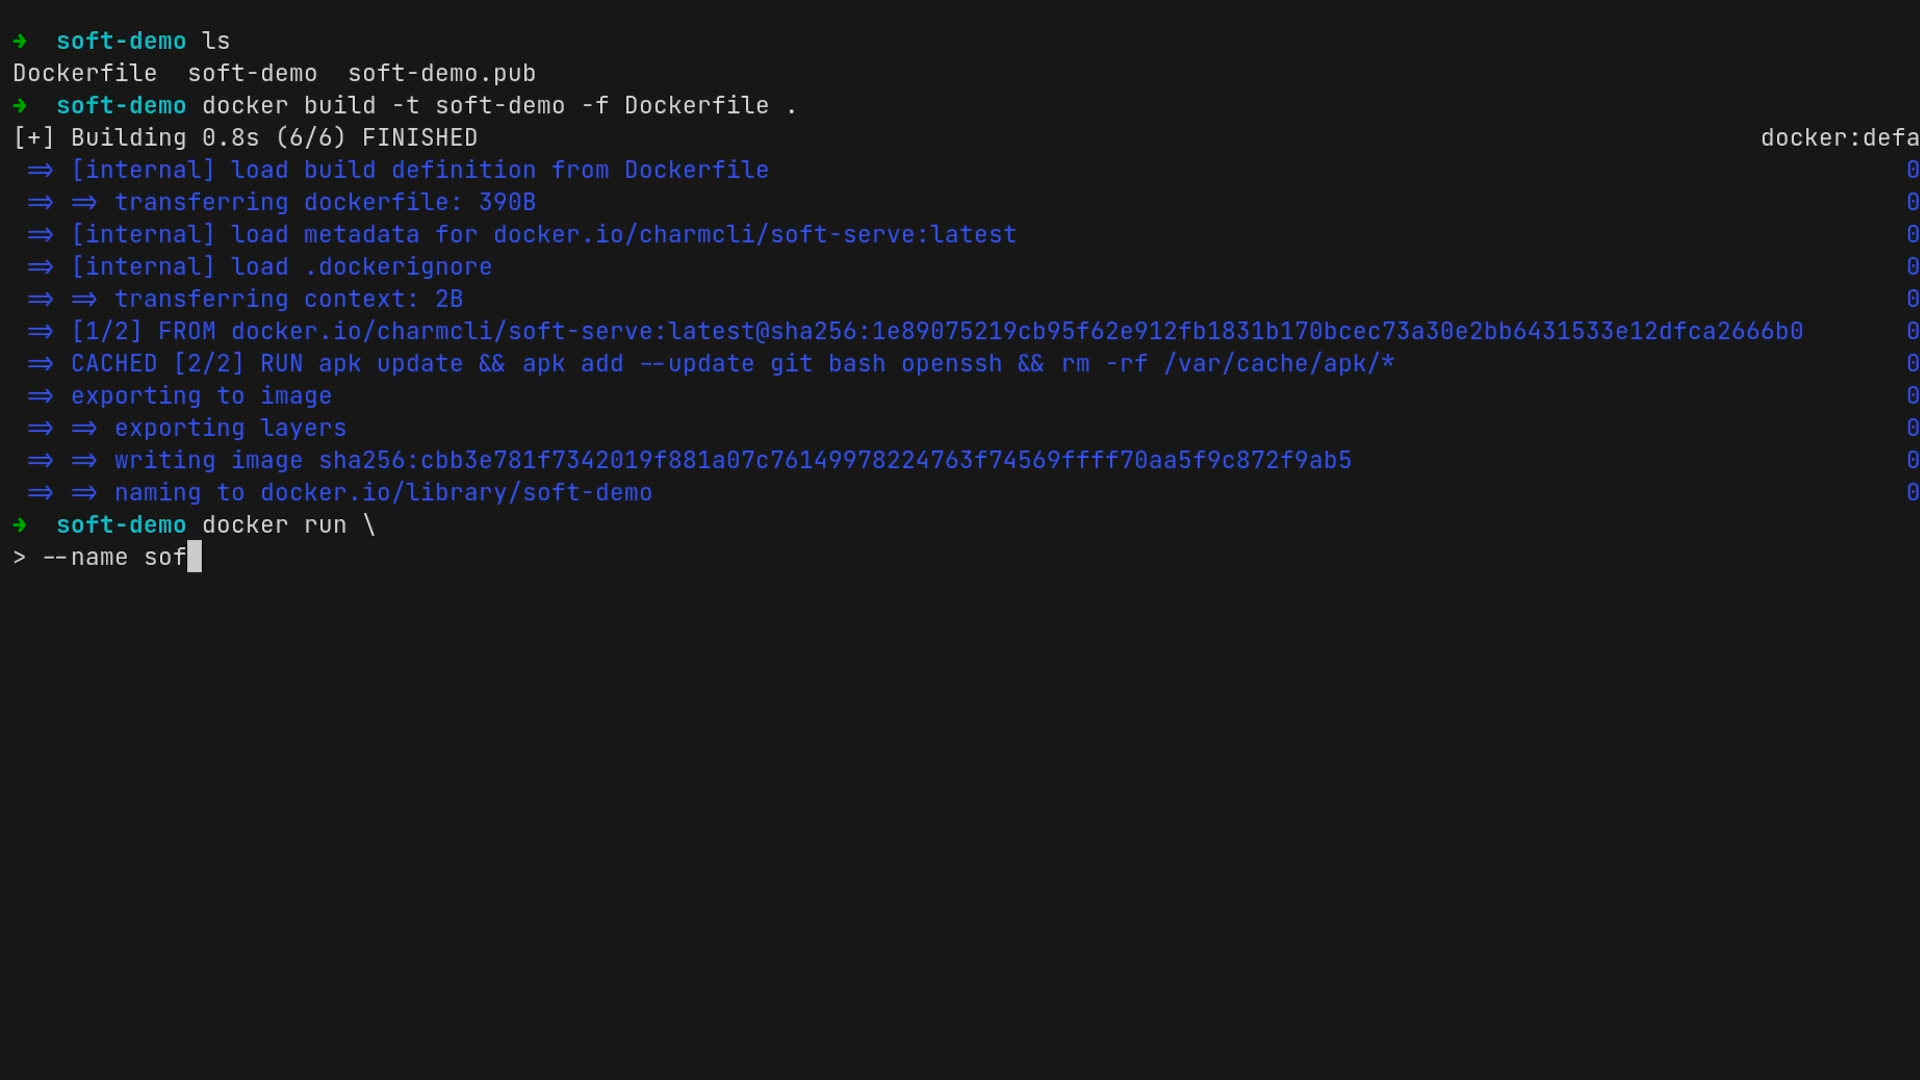 ➜  soft-demo ls
Dockerfile  soft-demo  soft-demo.pub
➜  soft-demo docker build -t soft-demo -f Dockerfile .
[+] Building 0.8s (6/6) FINISHED docker:defa
=> [internal] load build definition from Dockerfile 0
=> => transferring dockerfile: 390B 0
=> [internal] load metadata for docker.io/charmcli/soft-serve:latest 0
=> [internal] load .dockerignore 0
=> => transferring context: 2B 0
=> [1/2] FROM docker.io/charmcli/soft-serve:latest@sha256:1e89075219cb95f62e912fb1831b170bcec73a30e2bb6431533e12dfca2666b0 0
=> CACHED [2/2] RUN apk update && apk add --update git bash openssh && rm -rf /var/cache/apk/* 0
=> exporting to image 0
=> => exporting layers 0
=> => writing image sha256:cbb3e781f7342019f881a07c76149978224763f74569ffff70aa5f9c872f9ab5 0
=> => naming to docker.io/library/soft-demo 0
➜  soft-demo docker run \
> --name sof